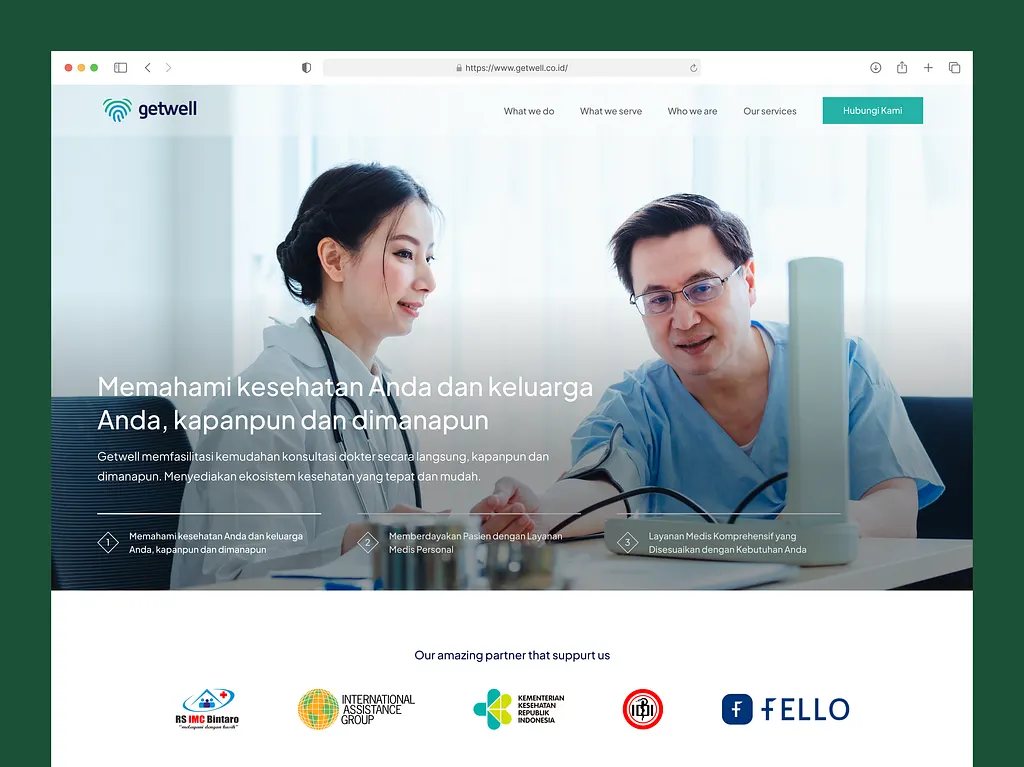 https://www.getwell.co.id/
getwell
What we do
What we serve
Who we are
Our services
Hubungi Kami
Memahami kesehatan Anda dan keluarga
Anda, kapanpun dan dimanapun
Getwell memfasilitasi kemudahan konsultasi dokter secara langsung, kapanpun dan
dimanapun. Menyediakan ekosistem kesehatan yang tepat dan mudah.
1
Memahami kesehatan Anda dan keluarga
Anda, kapanpun dan dimanapun
2
Memberdayakan Pasien dengan Layanan
Medis Personal
3
Layanan Medis Komprehensif yang
Disesuaikan dengan Kebutuhan Anda
Our amazing partner that suppurt us
RS IMC Bintaro
"melayani dengan kasih"
INTERNATIONAL
ASSISTANCE
GROUP
KEMENTERIAN
KESEHATAN
REPUBLIK
INDONESIA
IDI
FELLO